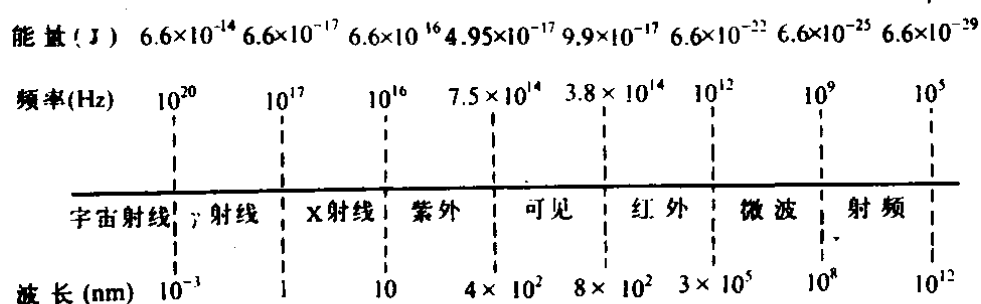 能量(J) 6.6×10⁻¹⁴ 6.6×10⁻¹⁷ 6.6×10¹⁶ 4.95×10⁻¹⁷ 9.9×10⁻¹⁷ 6.6×10⁻²² 6.6×10⁻²⁵ 6.6×10⁻²⁹
频率(Hz) 10²⁰ 10¹⁷ 10¹⁶ 7.5×10¹⁴ 3.8×10¹⁴ 10¹² 10⁹ 10⁵
宇宙射线 γ射线 X射线 紫外 可见 红外 微波 射频
波长(nm) 10⁻³ 1 10 4×10² 8×10² 3×10⁵ 10⁸ 10¹²